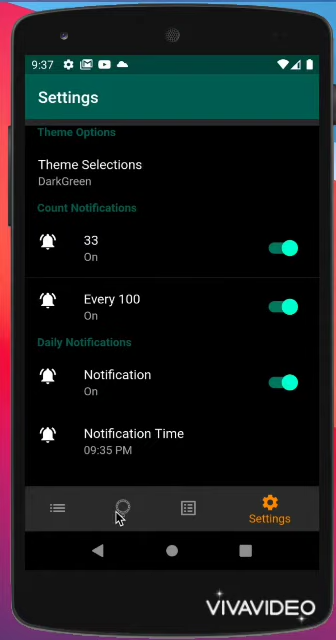 9:37
Settings
Theme Options
Theme Selections
DarkGreen
Count Notifications
33
On
Every 100
On
Daily Notifications
Notification
On
Notification Time
09:35 PM
Settings
VIVAVIDEO